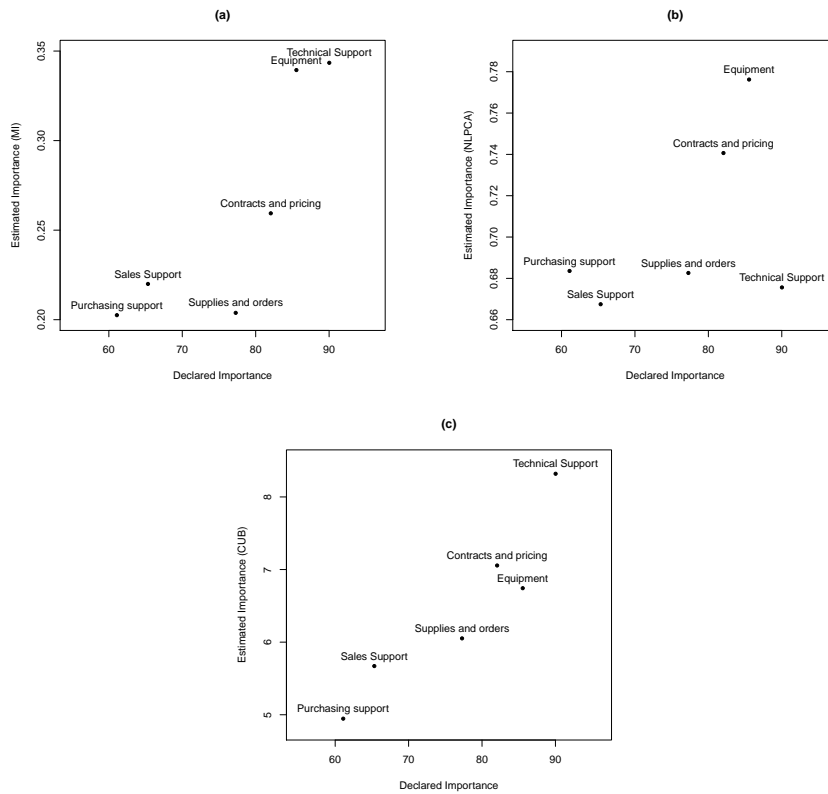 (a)
Estimated Importance (MI)
0.35
0.30
0.25
0.20
Technical Support
Equipment
Contracts and pricing
Sales Support
Supplies and orders
Purchasing support
60 70 80 90
Declared Importance
(b)
Estimated Importance (NLPCA)
0.78
0.76
0.74
0.72
0.70
0.68
0.66
Equipment
Contracts and pricing
Purchasing support
Supplies and orders
Technical Support
Sales Support
60 70 80 90
Declared Importance
(c)
Estimated Importance (CUB)
8
7
6
5
Technical Support
Contracts and pricing
Equipment
Supplies and orders
Sales Support
Purchasing support
60 70 80 90
Declared Importance